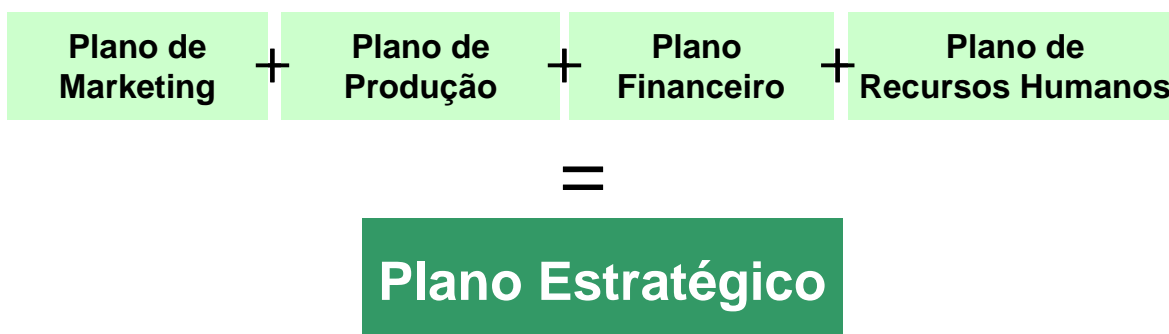 Plano de
Marketing
+
Plano de
Produção
+
Plano
Financeiro
+
Plano de
Recursos Humanos
=
Plano Estratégico